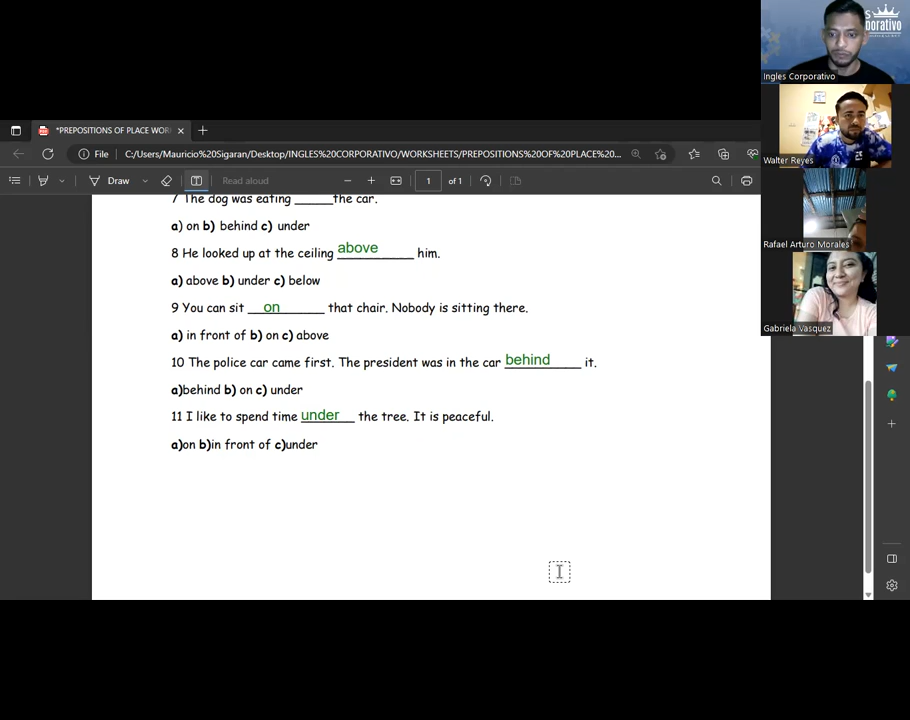 *PREPOSITIONS OF PLACE WOR
File C:/Users/Mauricio%20Sigaran/Desktop/INGLES%20CORPORATIVO/WORKSHEETS/PREPOSITIONS%20OF%20PLACE%20...
Draw Read aloud 1 of 1
7 The dog was eating ______the car.
a) on b) behind c) under
8 He looked up at the ceiling above him.
a) above b) under c) below
9 You can sit on that chair. Nobody is sitting there.
a) in front of b) on c) above
10 The police car came first. The president was in the car behind it.
a)behind b) on c) under
11 I like to spend time under the tree. It is peaceful.
a)on b)in front of c)under
Ingles Corporativo
Walter Reyes
Rafael Arturo Morales
Gabriela Vasquez